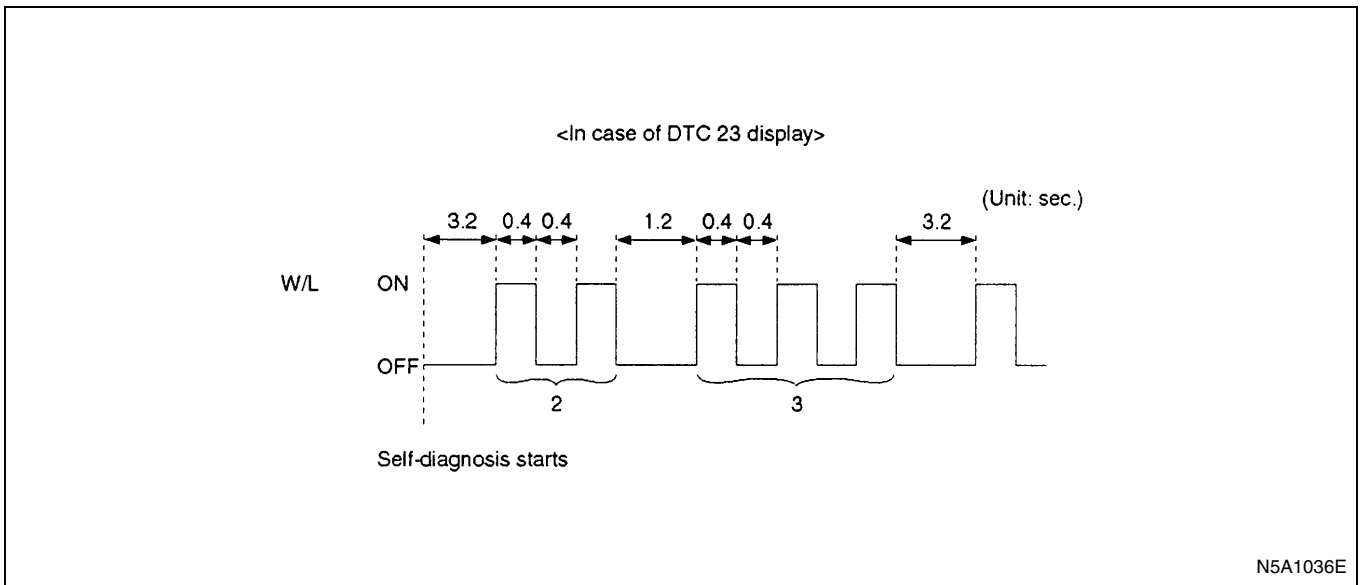 <In case of DTC 23 display>
(Unit: sec.)
3.2 0.4 0.4 1.2 0.4 0.4 3.2
W/L ON
OFF
2 3
Self-diagnosis starts
N5A1036E